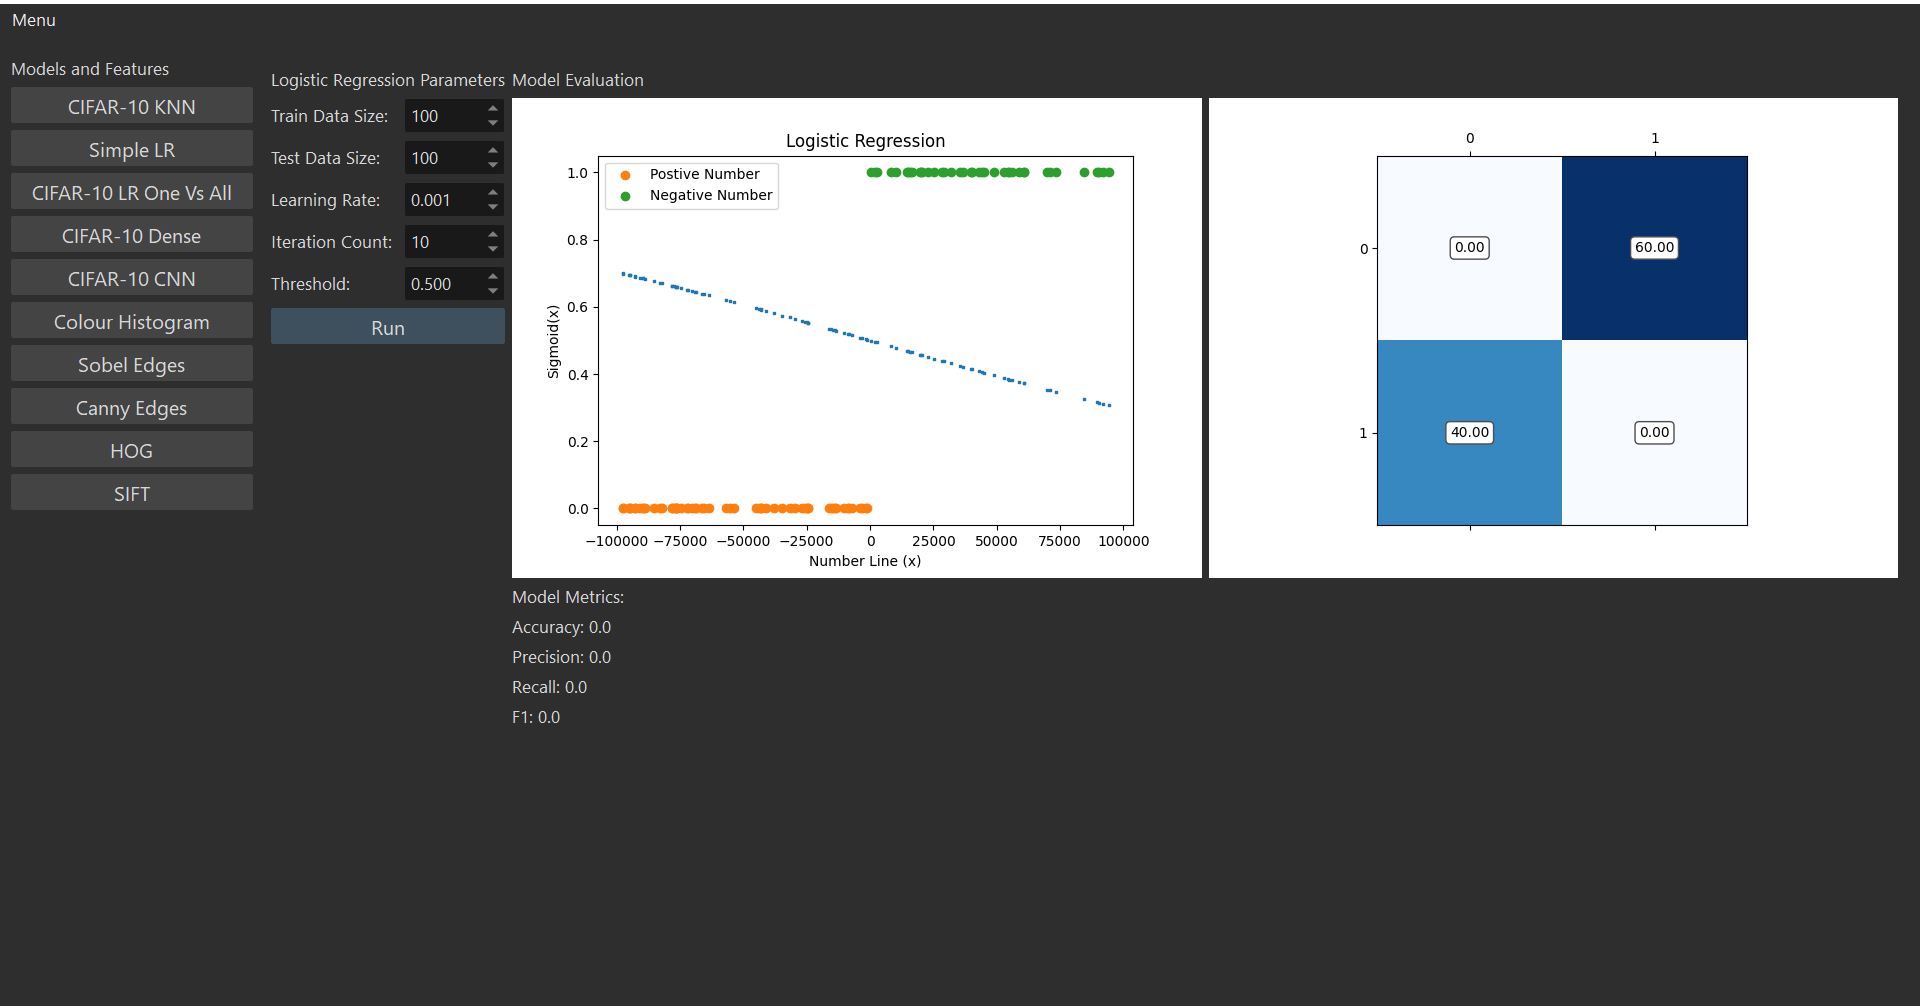 Menu
Models and Features
CIFAR-10 KNN
Simple LR
CIFAR-10 LR One Vs All
CIFAR-10 Dense
CIFAR-10 CNN
Colour Histogram
Sobel Edges
Canny Edges
HOG
SIFT
Logistic Regression Parameters
Train Data Size: 100
Test Data Size: 100
Learning Rate: 0.001
Iteration Count: 10
Threshold: 0.500
Run
Model Evaluation
Logistic Regression
Postive Number
Negative Number
Sigmoid(x)
1.0
0.8
0.6
0.4
0.2
0.0
−100000 −75000 −50000 −25000 0 25000 50000 75000 100000
Number Line (x)
0 1
0 0.00 60.00
1 40.00 0.00
Model Metrics:
Accuracy: 0.0
Precision: 0.0
Recall: 0.0
F1: 0.0